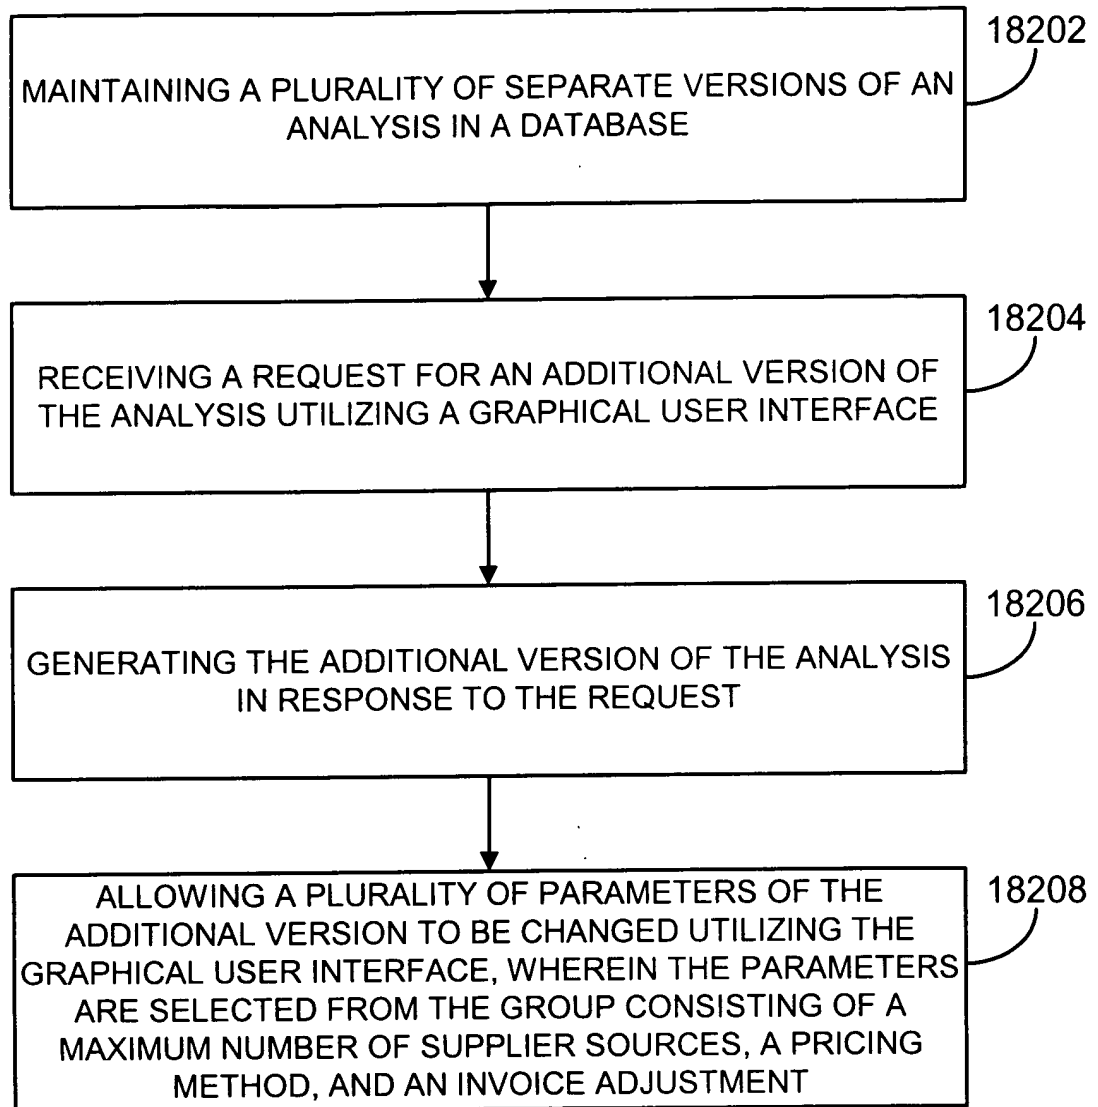 18202
MAINTAINING A PLURALITY OF SEPARATE VERSIONS OF AN
ANALYSIS IN A DATABASE
18204
RECEIVING A REQUEST FOR AN ADDITIONAL VERSION OF
THE ANALYSIS UTILIZING A GRAPHICAL USER INTERFACE
18206
GENERATING THE ADDITIONAL VERSION OF THE ANALYSIS
IN RESPONSE TO THE REQUEST
18208
ALLOWING A PLURALITY OF PARAMETERS OF THE
ADDITIONAL VERSION TO BE CHANGED UTILIZING THE
GRAPHICAL USER INTERFACE, WHEREIN THE PARAMETERS
ARE SELECTED FROM THE GROUP CONSISTING OF A
MAXIMUM NUMBER OF SUPPLIER SOURCES, A PRICING
METHOD, AND AN INVOICE ADJUSTMENT